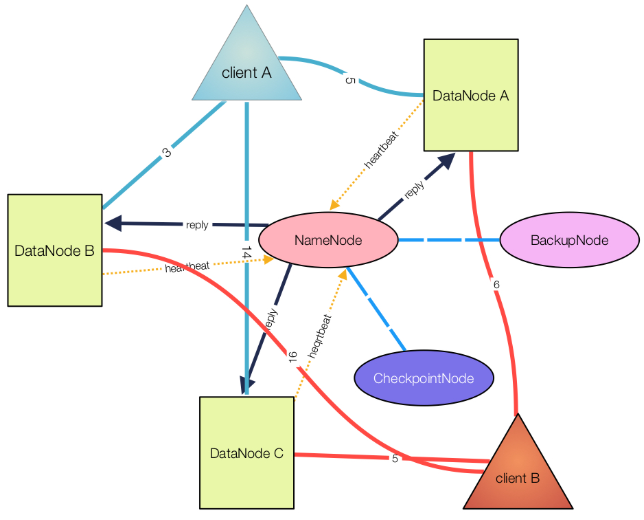 client A
5
DataNode A
3
heartbeat
reply
DataNode B
reply
NameNode
BackupNode
14
heartbeat
6
reply
heartbeat
16
CheckpointNode
DataNode C
5
client B